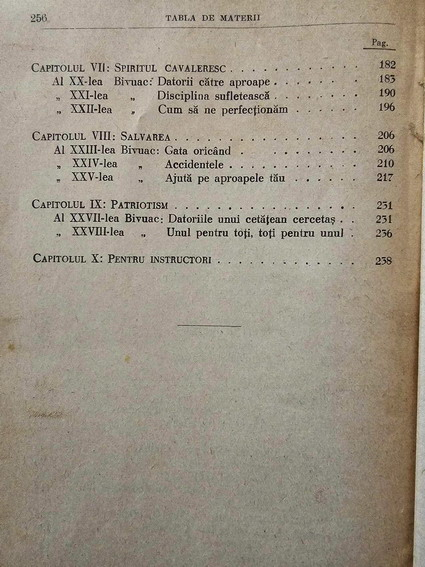 256 TABLA DE MATERII
Pag.
CAPITOLUL VII: SPIRITUL CAVALERESC . . . . . . . . . . . 182
Al XX-lea Bivuac: Datorii către aproape . . . . . . . . 183
„ XXI-lea „ Disciplina sufletească . . . . . . . . 190
„ XXII-lea „ Cum să ne perfecționăm . . . . . . 196
CAPITOLUL VIII: SALVAREA . . . . . . . . . . . . . . . 206
Al XXIII-lea Bivuac: Gata oricând . . . . . . . . . . . 206
„ XXIV-lea „ Accidentele . . . . . . . . . . . 210
„ XXV-lea „ Ajută pe aproapele tău . . . . . . . 217
CAPITOLUL IX: PATRIOTISM . . . . . . . . . . . . . . . 231
Al XXVII-lea Bivuac: Datoriile unui cetățean cercetaș . . 231
„ XXVIII-lea „ Unul pentru toți, toți pentru unul . 236
CAPITOLUL X: PENTRU INSTRUCTORI . . . . . . . . . . . . 238